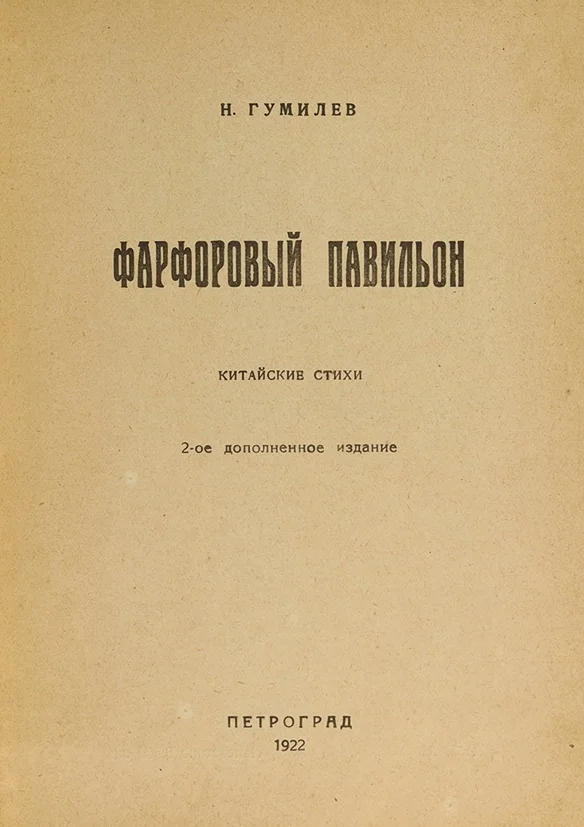 Н. ГУМИЛЕВ
ФАРФОРОВЫЙ ПАВИЛЬОН
КИТАЙСКИЕ СТИХИ
2-ое дополненное издание
ПЕТРОГРАД
1922